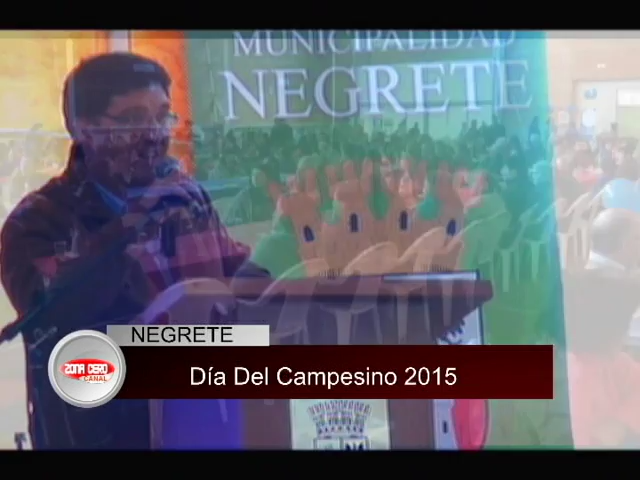 MUNICIPALIDAD
NEGRETE
NEGRETE
Día Del Campesino 2015
ZONA CERO
CANAL